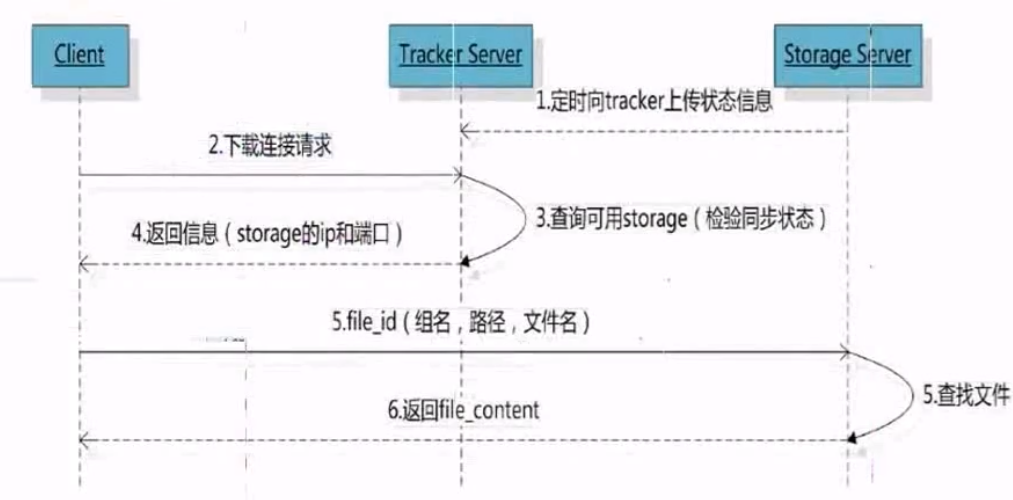 Client
Tracker Server
Storage Server
1.定时向tracker上传状态信息
2.下载连接请求
3.查询可用storage（检验同步状态）
4.返回信息（storage的ip和端口）
5.file_id（组名，路径，文件名）
5.查找文件
6.返回file_content